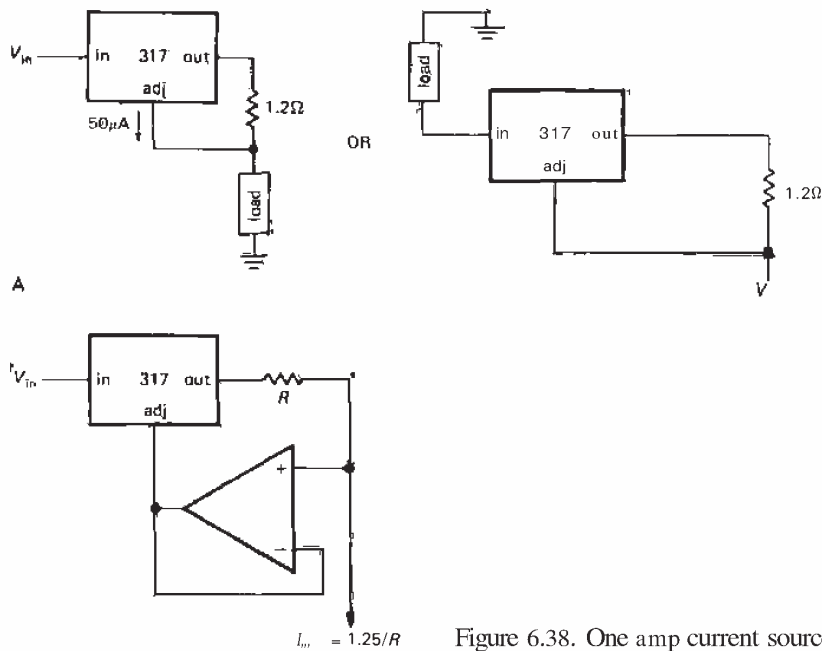 V_in
in 317 out
adj
50μA
1.2Ω
load
OR
load
in 317 out
adj
1.2Ω
V
A
V_in
in 317 out
adj
R
+
−
= 1.25/R
Figure 6.38. One amp current sourc